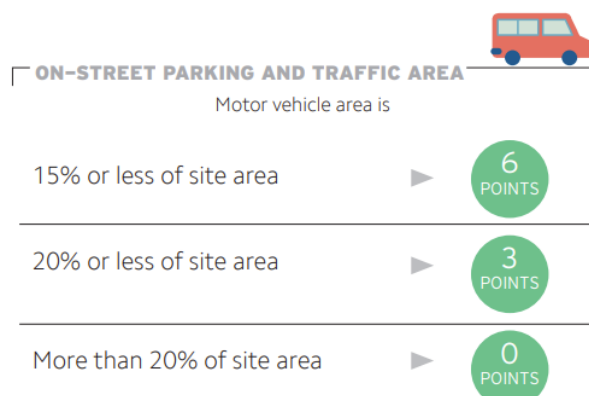 ON-STREET PARKING AND TRAFFIC AREA
Motor vehicle area is
15% or less of site area
6
POINTS
20% or less of site area
3
POINTS
More than 20% of site area
0
POINTS